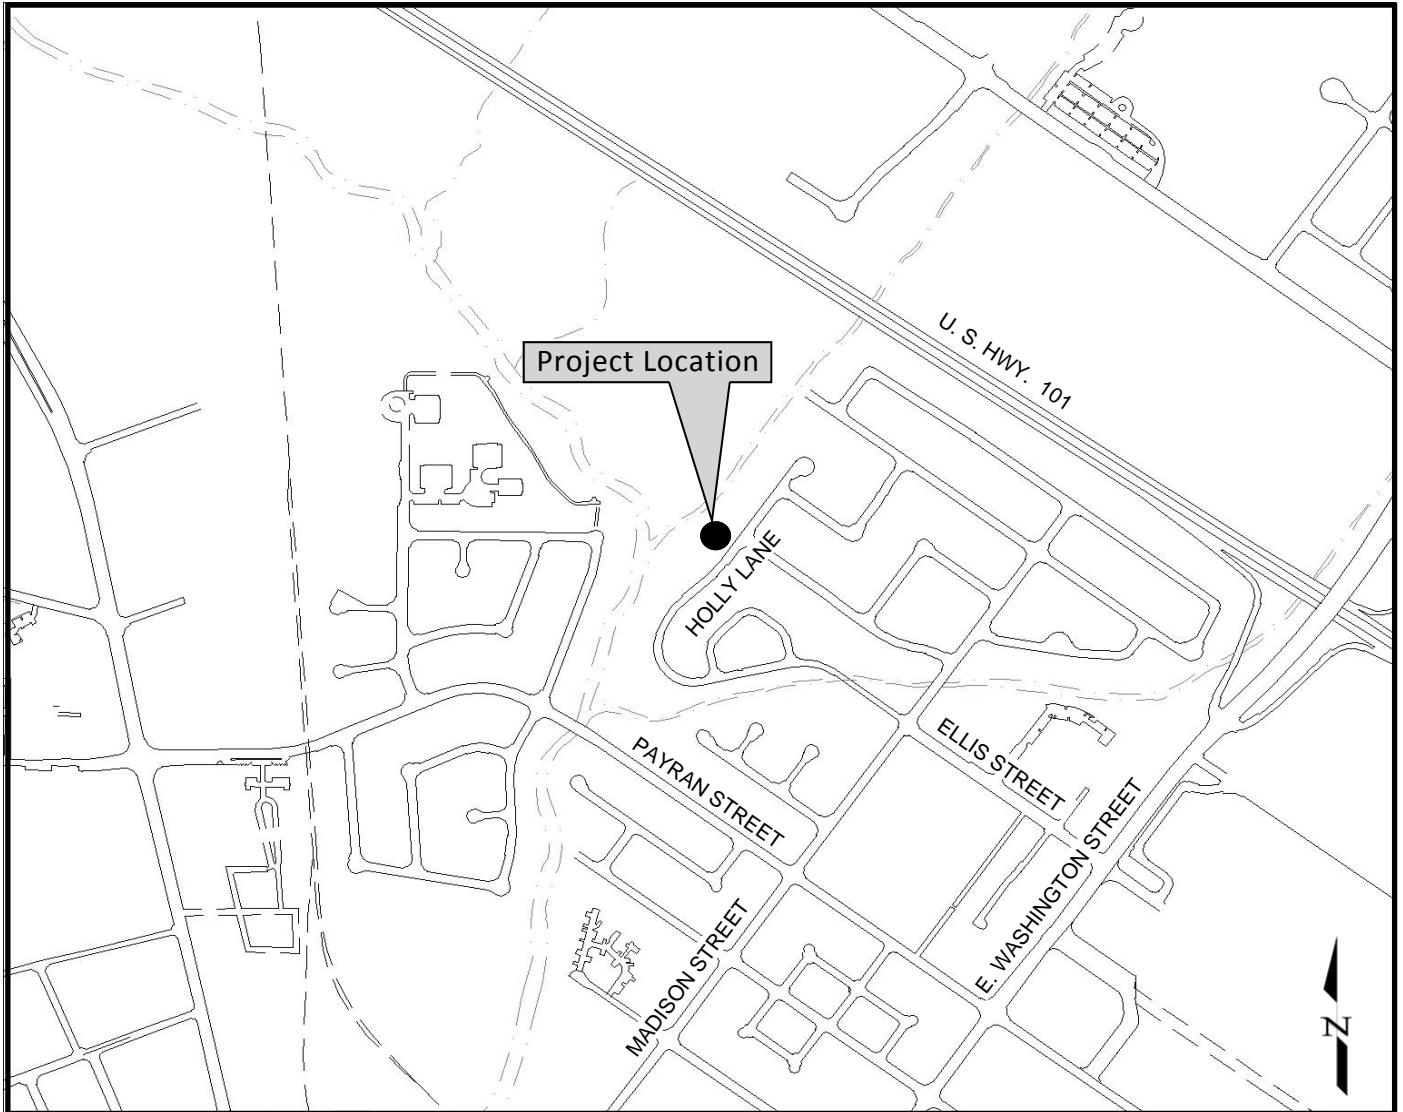 U. S. HWY. 101
Project Location
HOLLY LANE
ELLIS STREET
PAYRAN STREET
E. WASHINGTON STREET
MADISON STREET
N